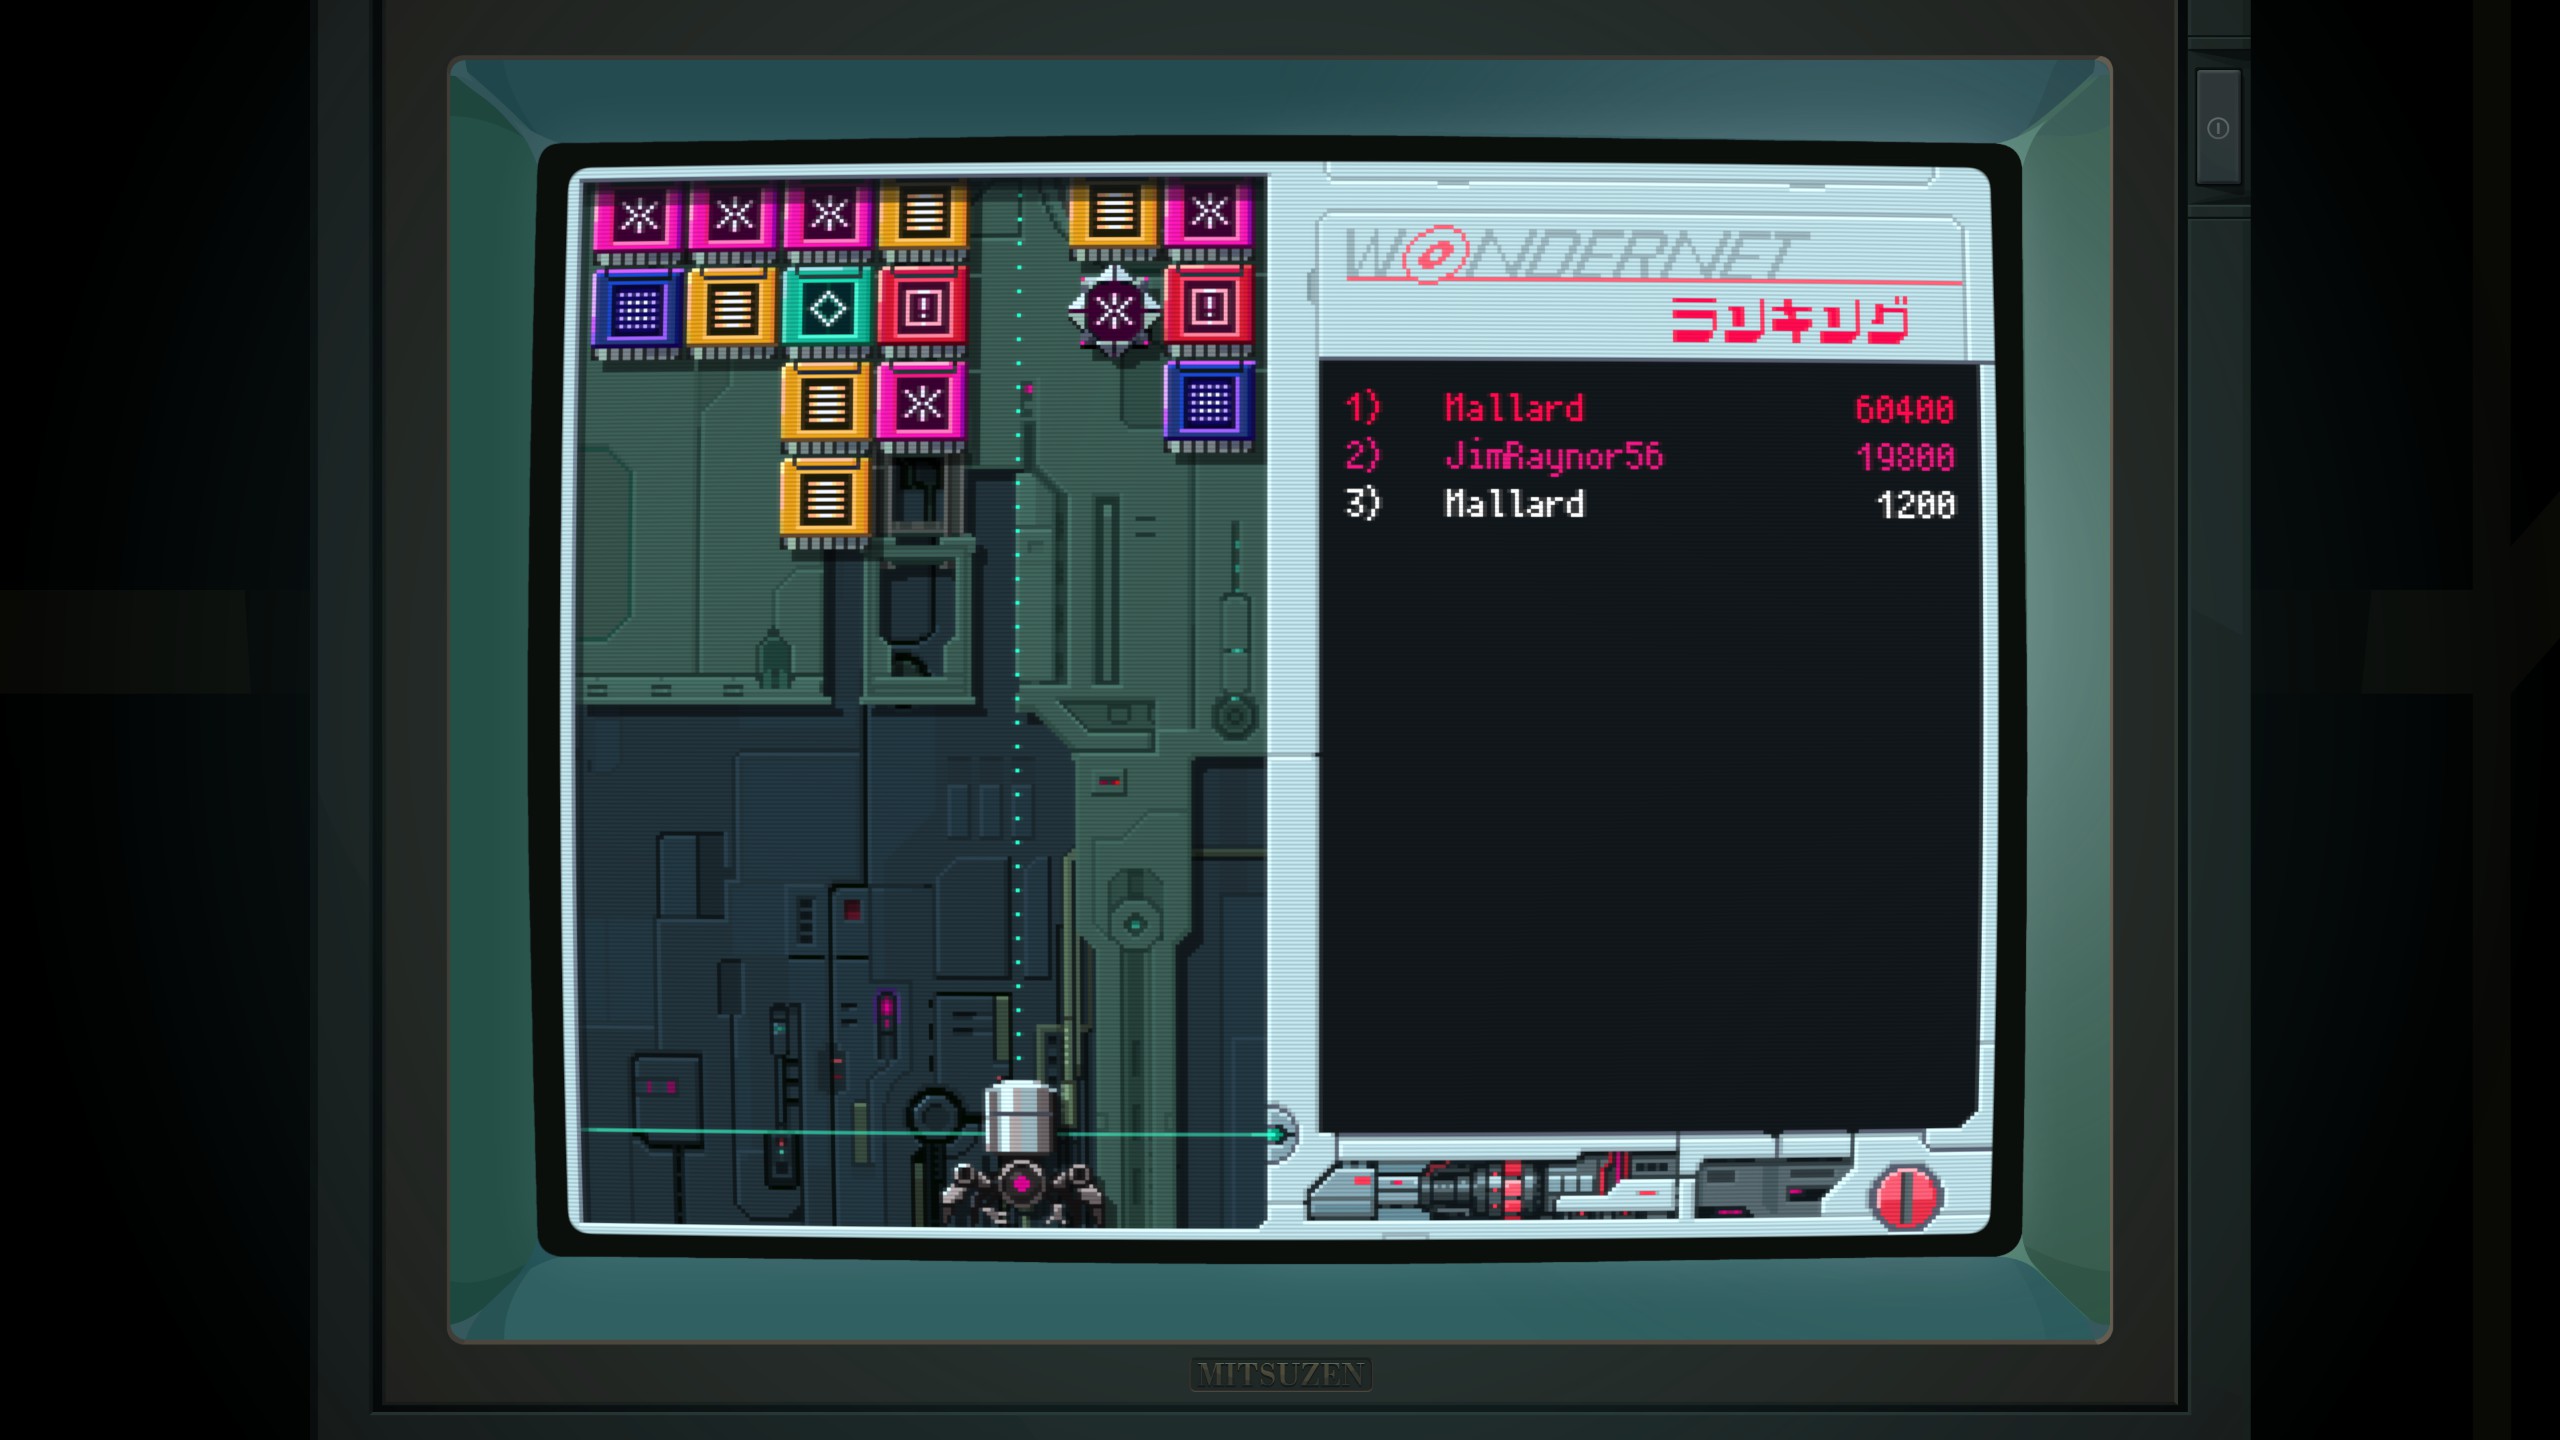 WONDERNET
ランキング
1) Mallard 60400
2) JimRaynor56 19800
3) Mallard 1200
MITSUZEN